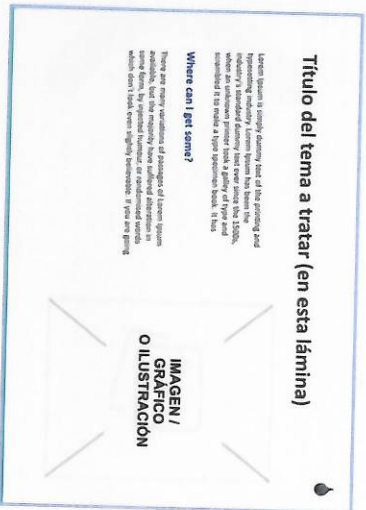 Título del tema a tratar (en esta lámina)
Lorem Ipsum is simply dummy text of the printing and
typesetting industry. Lorem Ipsum has been the
industry's standard dummy text ever since the 1500s,
when an unknown printer took a galley of type and
scrambled it to make a type specimen book. It has
Where can I get some?
There are many variations of passages of Lorem Ipsum
available, but the majority have suffered alteration in
some form, by injected humour, or randomised words
which don't look even slightly believable. If you are going
IMAGEN /
GRÁFICO
O ILUSTRACIÓN